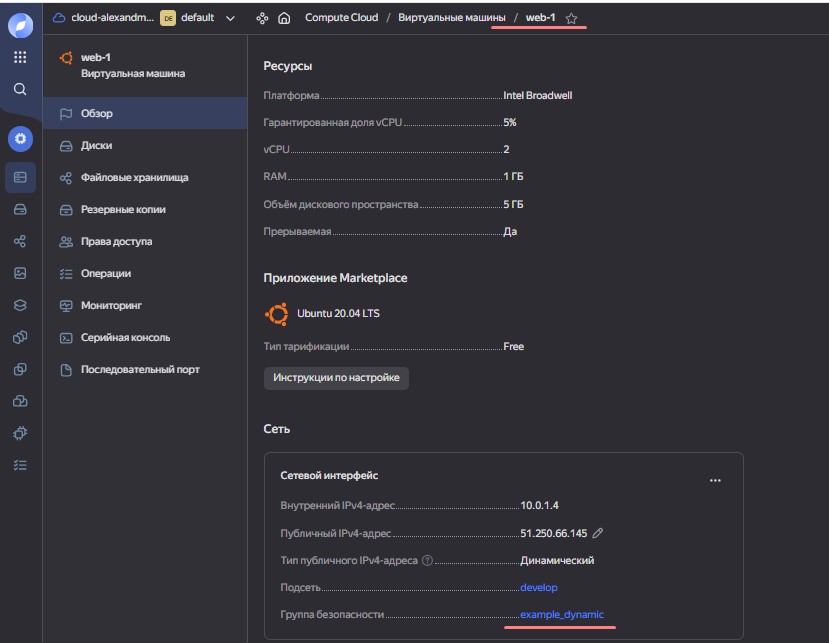 cloud-alexandm... DE default Compute Cloud / Виртуальные машины / web-1
web-1
Виртуальная машина
Обзор
Диски
Файловые хранилища
Резервные копии
Права доступа
Операции
Мониторинг
Серийная консоль
Последовательный порт
Ресурсы
Платформа Intel Broadwell
Гарантированная доля vCPU 5%
vCPU 2
RAM 1 ГБ
Объём дискового пространства 5 ГБ
Прерываемая Да
Приложение Marketplace
Ubuntu 20.04 LTS
Тип тарификации Free
Инструкции по настройке
Сеть
Сетевой интерфейс
Внутренний IPv4-адрес 10.0.1.4
Публичный IPv4-адрес 51.250.66.145
Тип публичного IPv4-адреса Динамический
Подсеть develop
Группа безопасности example_dynamic